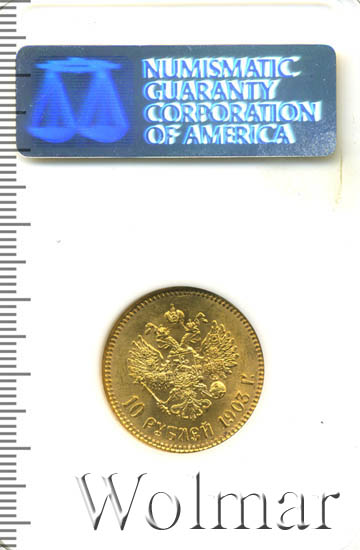 NUMISMATIC
GUARANTY
CORPORATION
OF AMERICA
10 РУБЛЕЙ 1903 Г.
Wolmar